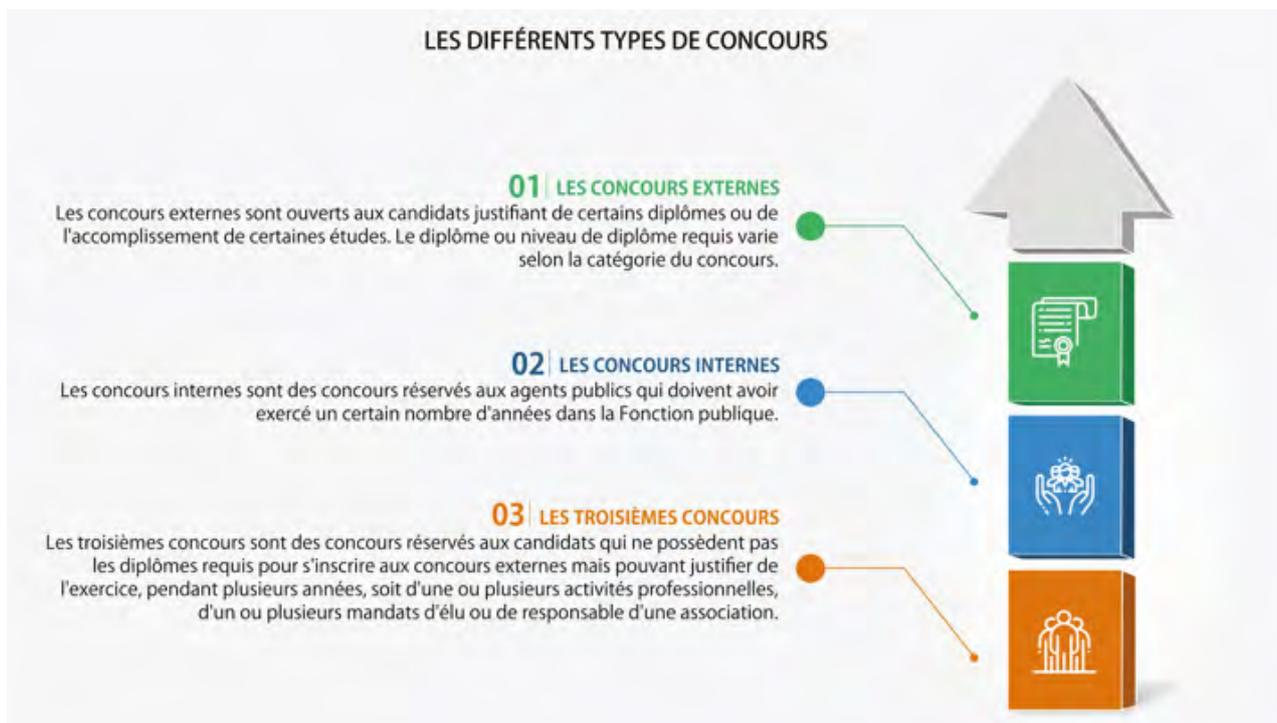 LES DIFFÉRENTS TYPES DE CONCOURS
01 LES CONCOURS EXTERNES
Les concours externes sont ouverts aux candidats justifiant de certains diplômes ou de
l'accomplissement de certaines études. Le diplôme ou niveau de diplôme requis varie
selon la catégorie du concours.
02 LES CONCOURS INTERNES
Les concours internes sont des concours réservés aux agents publics qui doivent avoir
exercé un certain nombre d'années dans la Fonction publique.
03 LES TROISIÈMES CONCOURS
Les troisièmes concours sont des concours réservés aux candidats qui ne possèdent pas
les diplômes requis pour s'inscrire aux concours externes mais pouvant justifier de
l'exercice, pendant plusieurs années, soit d'une ou plusieurs activités professionnelles,
d'un ou plusieurs mandats d'élu ou de responsable d'une association.